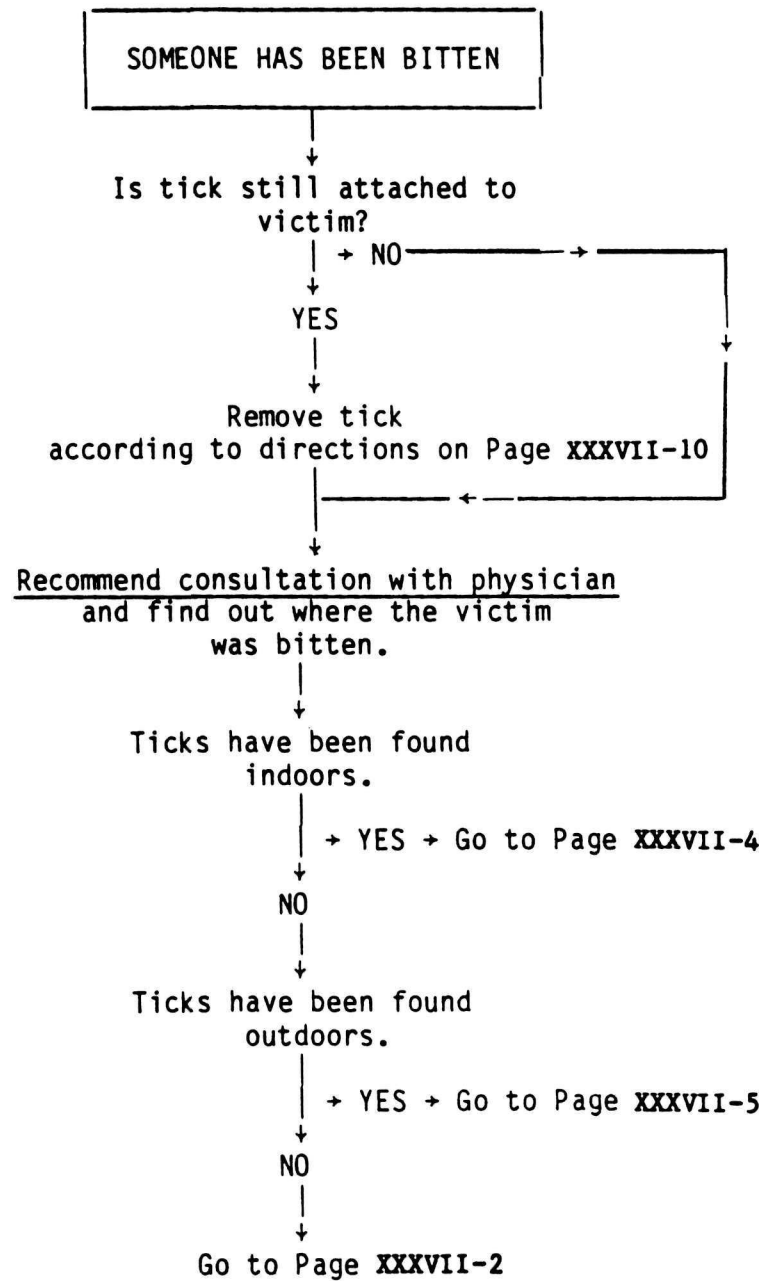 SOMEONE HAS BEEN BITTEN
Is tick still attached to
victim?
→ NO
YES
Remove tick
according to directions on Page XXXVII-10
Recommend consultation with physician
and find out where the victim
was bitten.
Ticks have been found
indoors.
→ YES → Go to Page XXXVII-4
NO
Ticks have been found
outdoors.
→ YES → Go to Page XXXVII-5
NO
Go to Page XXXVII-2